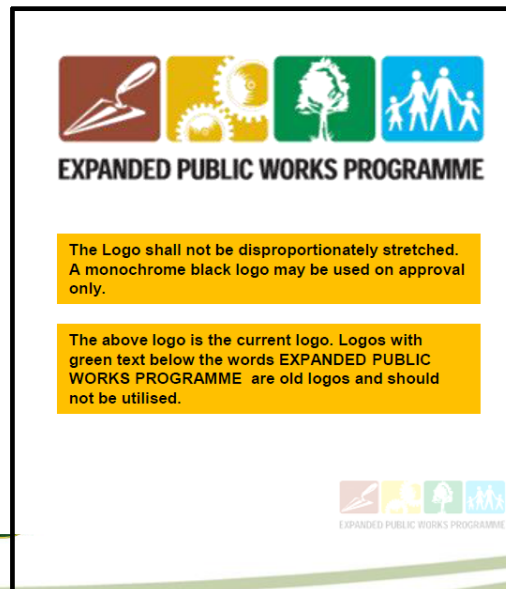 EXPANDED PUBLIC WORKS PROGRAMME
The Logo shall not be disproportionately stretched.
A monochrome black logo may be used on approval
only.
The above logo is the current logo. Logos with
green text below the words EXPANDED PUBLIC
WORKS PROGRAMME are old logos and should
not be utilised.
EXPANDED PUBLIC WORKS PROGRAMME